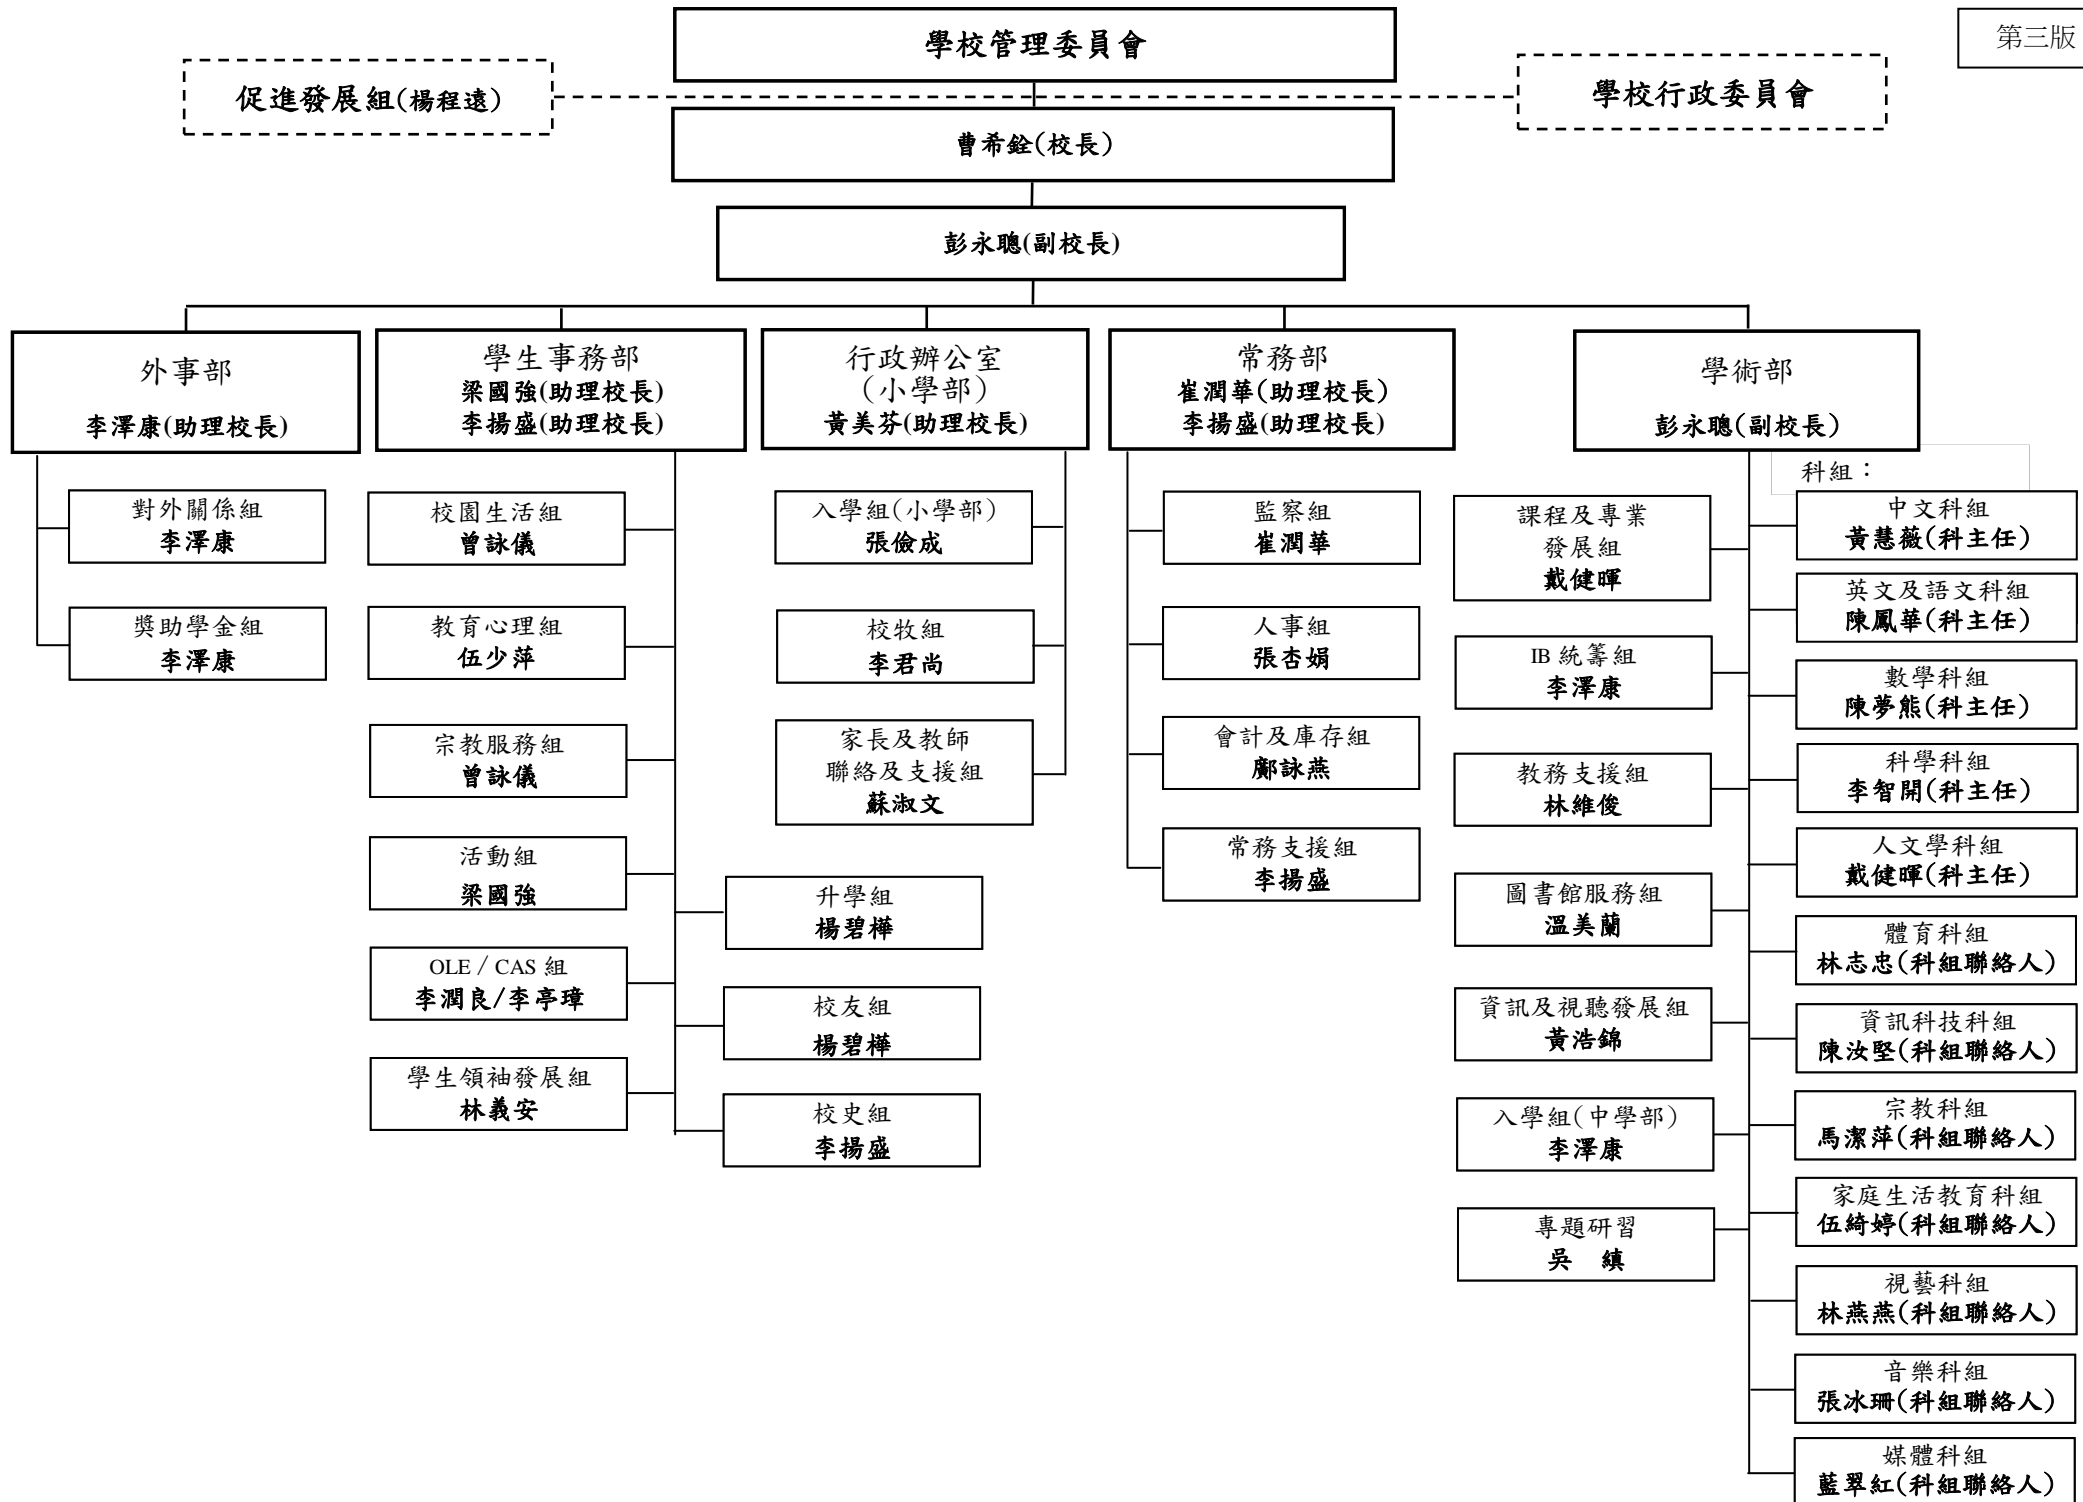 第三版
學校管理委員會
促進發展組(楊程遠)
學校行政委員會
曹希銓(校長)
彭永聰(副校長)
外事部
李澤康(助理校長)
對外關係組
李澤康
獎助學金組
李澤康
學生事務部
梁國強(助理校長)
李揚盛(助理校長)
校園生活組
曾詠儀
教育心理組
伍少萍
宗教服務組
曾詠儀
活動組
梁國強
OLE / CAS 組
李潤良/李亭璋
學生領袖發展組
林義安
升學組
楊碧樺
校友組
楊碧樺
校史組
李揚盛
行政辦公室
(小學部)
黃美芬(助理校長)
入學組(小學部)
張儉成
校牧組
李君尚
家長及教師
聯絡及支援組
蘇淑文
常務部
崔潤華(助理校長)
李揚盛(助理校長)
監察組
崔潤華
人事組
張杏娟
會計及庫存組
鄺詠燕
常務支援組
李揚盛
學術部
彭永聰(副校長)
課程及專業
發展組
戴健暉
IB 統籌組
李澤康
教務支援組
林維俊
圖書館服務組
溫美蘭
資訊及視聽發展組
黃浩錦
入學組(中學部)
李澤康
專題研習
吳 縝
科組：
中文科組
黃慧薇(科主任)
英文及語文科組
陳鳳華(科主任)
數學科組
陳夢熊(科主任)
科學科組
李智開(科主任)
人文學科組
戴健暉(科主任)
體育科組
林志忠(科組聯絡人)
資訊科技科組
陳汝堅(科組聯絡人)
宗教科組
馬潔萍(科組聯絡人)
家庭生活教育科組
伍綺婷(科組聯絡人)
視藝科組
林燕燕(科組聯絡人)
音樂科組
張冰珊(科組聯絡人)
媒體科組
藍翠紅(科組聯絡人)